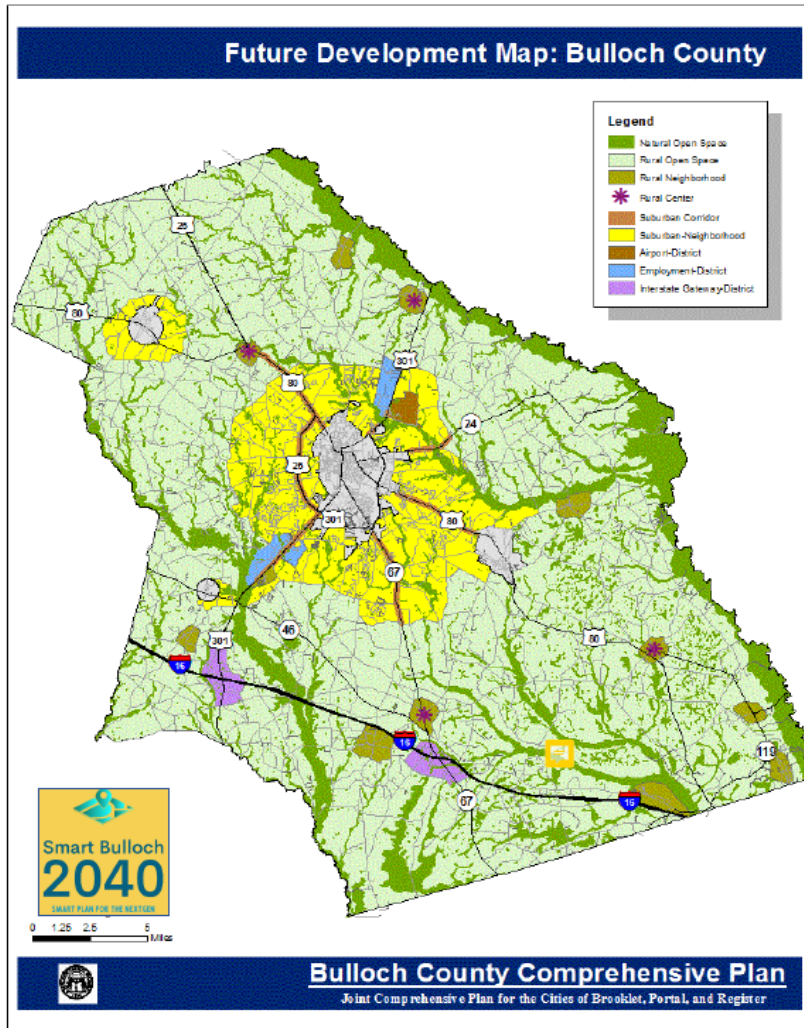 Future Development Map: Bulloch County
Legend
Natural Open Space
Rural Open Space
Rural Neighborhood
Rural Center
Suburban Corridor
Suburban-Neighborhood
Airport-District
Employment-District
Interstate Gateway-District
25
80
301
80
24
25
301
80
67
46
301
80
16
16
119
67
16
Smart Bulloch
2040
SMART PLAN FOR THE NEXTGEN
0 1.25 2.5 5
Miles
Bulloch County Comprehensive Plan
Joint Comprehensive Plan for the Cities of Brooklet, Portal, and Register